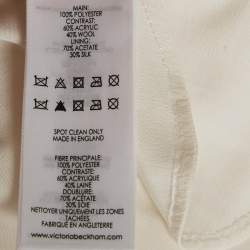 MAIN:
100% POLYESTER
CONTRAST:
60% ACRYLIC
40% WOOL
LINING:
70% ACETATE
30% SILK
SPOT CLEAN ONLY
MADE IN ENGLAND
FIBRE PRINCIPALE:
100% POLYESTER
CONTRASTE:
60% ACRYLIQUE
40% LAINE
DOUBLURE:
70% ACETATE
30% SOIE
NETTOYER UNIQUEMENT LES ZONES
TACHÉES
FABRIQUE EN ANGLETERRE
www.victoriabeckham.com